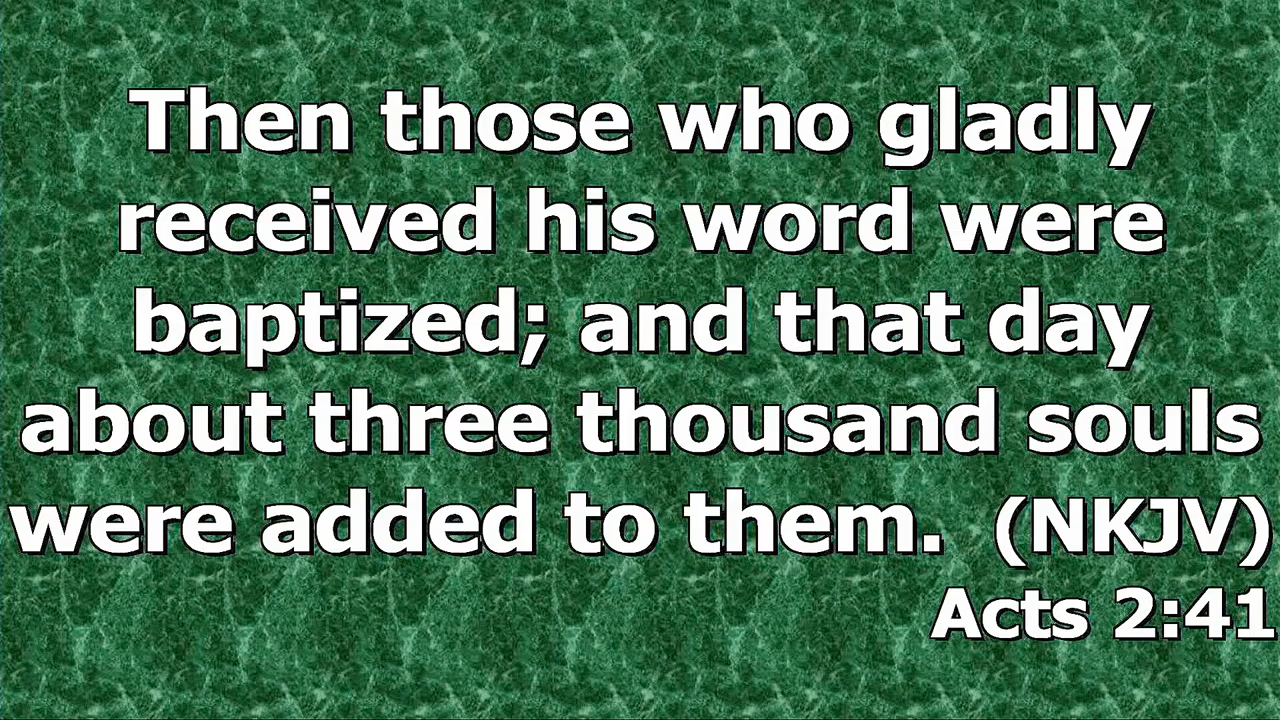 Then those who gladly
received his word were
baptized; and that day
about three thousand souls
were added to them. (NKJV)
Acts 2:41